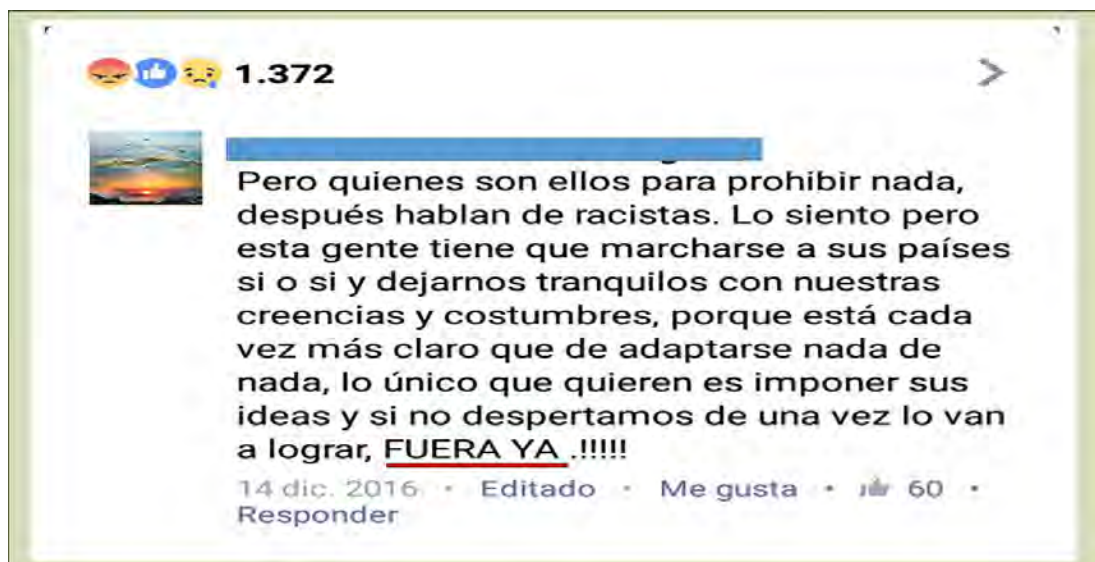 1.372
Pero quienes son ellos para prohibir nada,
después hablan de racistas. Lo siento pero
esta gente tiene que marcharse a sus países
si o si y dejarnos tranquilos con nuestras
creencias y costumbres, porque está cada
vez más claro que de adaptarse nada de
nada, lo único que quieren es imponer sus
ideas y si no despertamos de una vez lo van
a lograr, FUERA YA .!!!!!
14 dic. 2016 · Editado · Me gusta · 60 ·
Responder